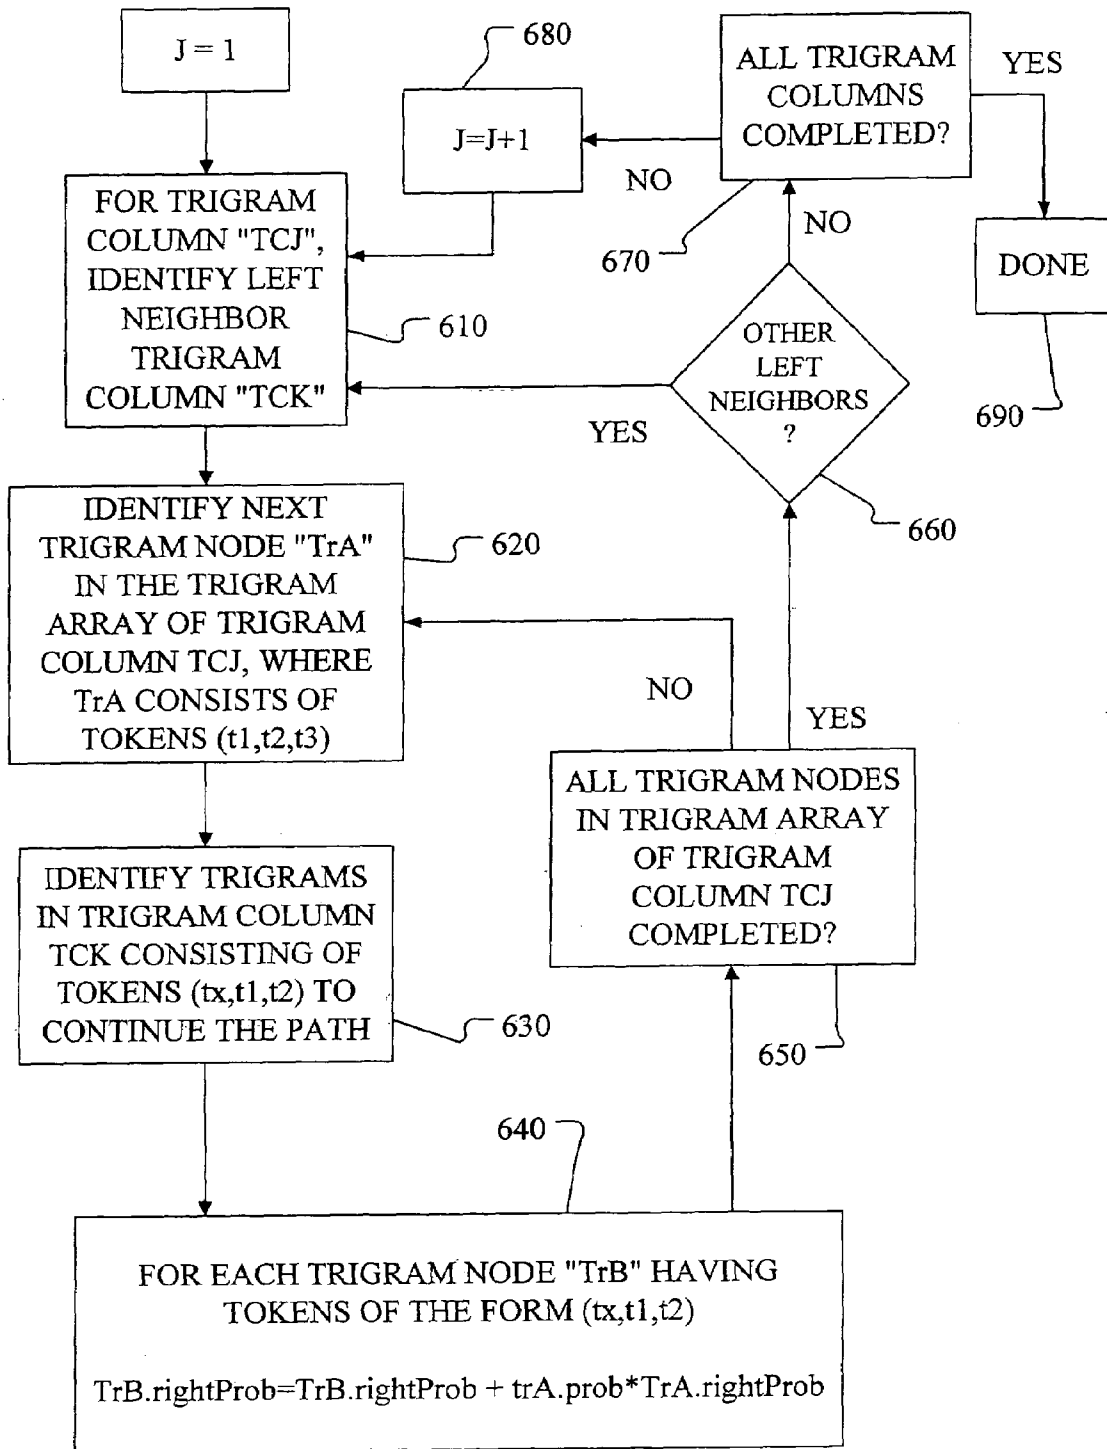 J = 1
680
J=J+1
ALL TRIGRAM
COLUMNS
COMPLETED?
YES
NO
670
NO
DONE
690
FOR TRIGRAM
COLUMN "TCJ",
IDENTIFY LEFT
NEIGHBOR
TRIGRAM
COLUMN "TCK"
610
OTHER
LEFT
NEIGHBORS
?
YES
660
IDENTIFY NEXT
TRIGRAM NODE "TrA"
IN THE TRIGRAM
ARRAY OF TRIGRAM
COLUMN TCJ, WHERE
TrA CONSISTS OF
TOKENS (t1,t2,t3)
620
NO
YES
ALL TRIGRAM NODES
IN TRIGRAM ARRAY
OF TRIGRAM
COLUMN TCJ
COMPLETED?
650
IDENTIFY TRIGRAMS
IN TRIGRAM COLUMN
TCK CONSISTING OF
TOKENS (tx,t1,t2) TO
CONTINUE THE PATH
630
640
FOR EACH TRIGRAM NODE "TrB" HAVING
TOKENS OF THE FORM (tx,t1,t2)
TrB.rightProb=TrB.rightProb + trA.prob*TrA.rightProb